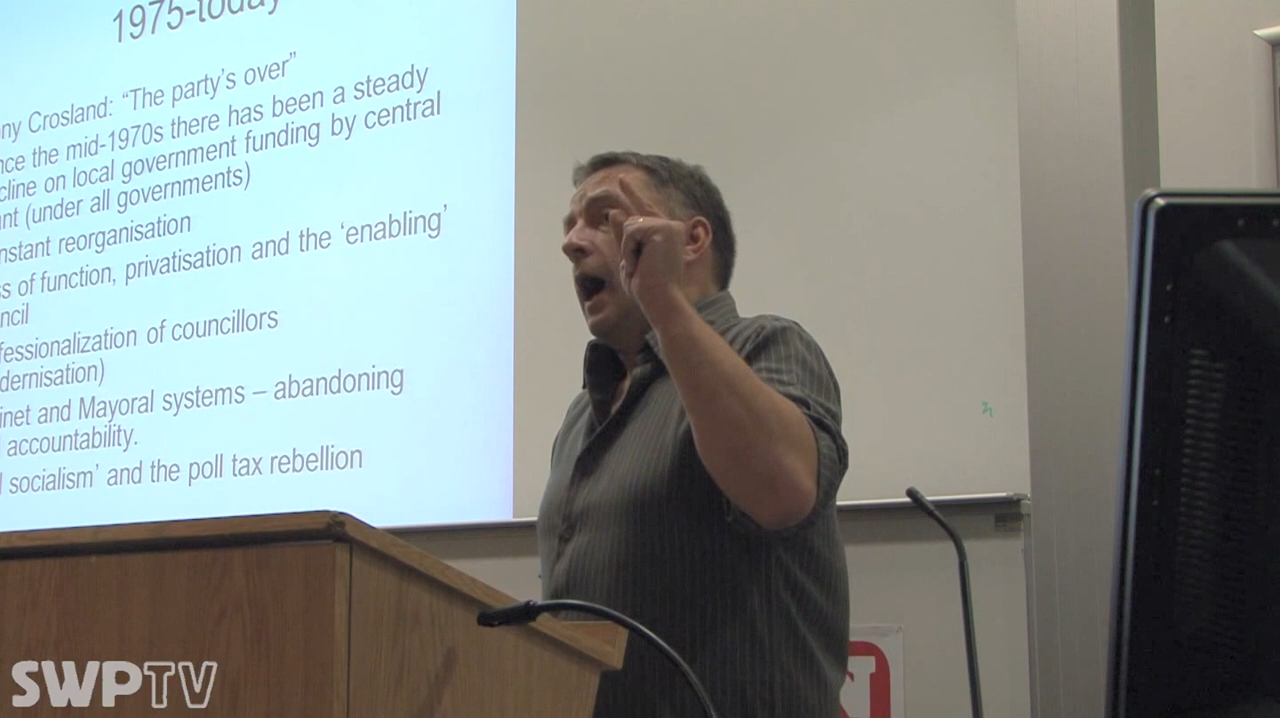 1975-today
ny Crosland: “The party’s over”
nce the mid-1970s there has been a steady
cline on local government funding by central
nt (under all governments)
nstant reorganisation
s of function, privatisation and the ‘enabling’
ncil
fessionalization of councillors
dernisation)
inet and Mayoral systems – abandoning
accountability.
socialism’ and the poll tax rebellion
SWPTV